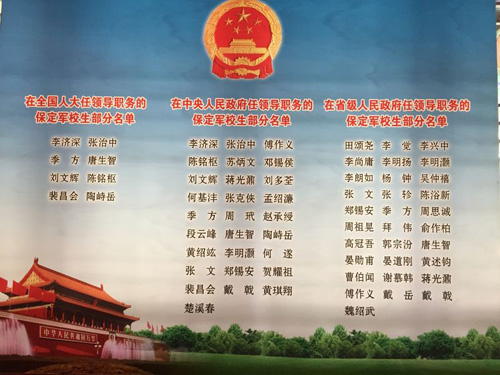 在全国人大任领导职务的
保定军校生部分名单
李济深 张治中
季 方 唐生智
刘文辉 陈铭枢
裴昌会 陶峙岳
在中央人民政府任领导职务的
保定军校生部分名单
李济深 张治中 傅作义
陈铭枢 苏炳文 邓锡侯
刘文辉 蒋光鼐 刘多荃
何基沣 张克侠 孟绍濂
季 方 周 玳 赵承绶
段云峰 唐生智 陶峙岳
黄绍竑 李明灏 何 遂
张 文 郑锡安 贺耀祖
裴昌会 戴 戟 黄琪翔
楚溪春
在省级人民政府任领导职务的
保定军校生部分名单
田颂尧 李 觉 李兴中
李尚庸 李明扬 李明灏
李朗如 杨 钟 吴仲禧
张 文 张 轸 陈浴新
郑锡安 季 方 周思诚
周祖晃 拜 伟 俞作柏
高冠吾 郭宗汾 唐生智
晏勋甫 晏道刚 黄述钧
曹伯闻 谢慕韩 蒋光鼐
傅作义 戴 岳 戴 戟
魏绍武
中华人民共和国万岁